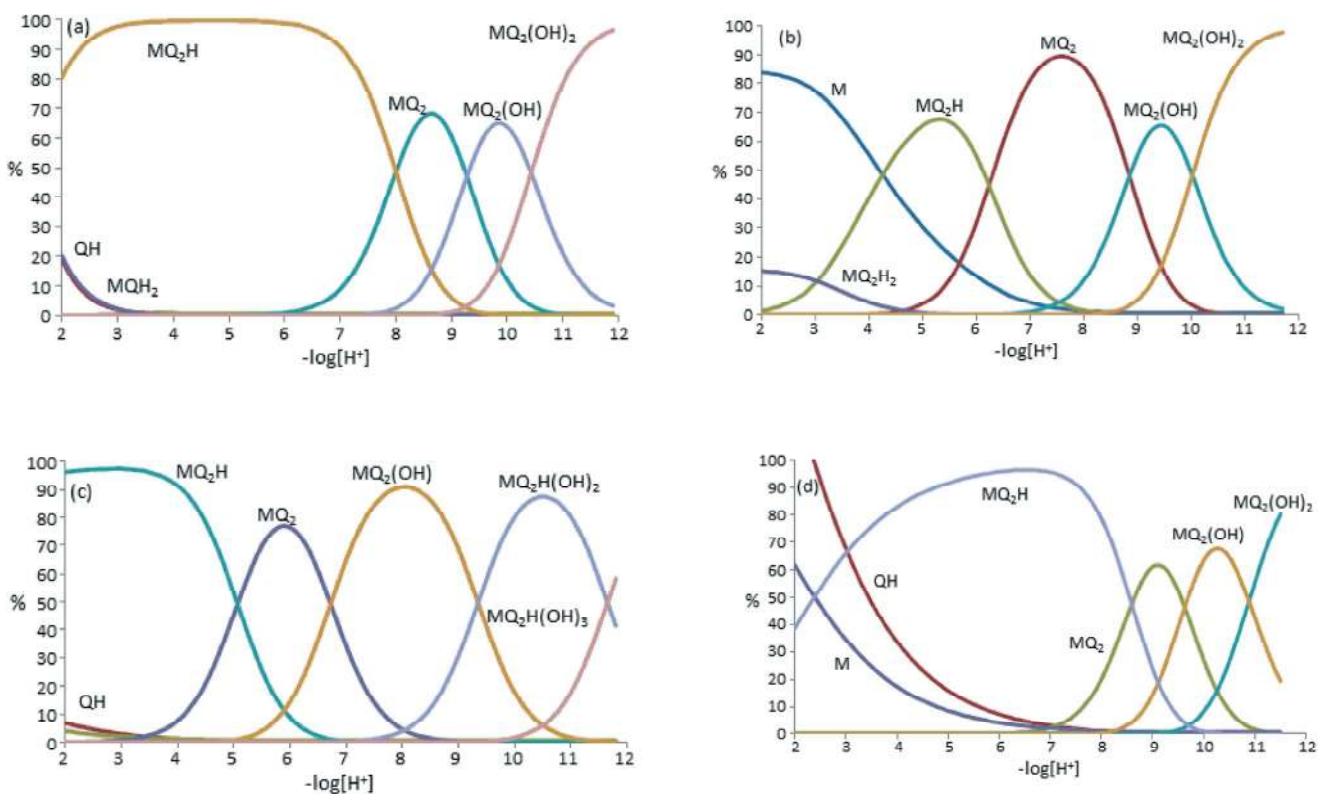 (a)
100
90
80
70
60
50
40
30
20
10
0
%
MQ₂H
QH
MQH₂
MQ₂
MQ₂(OH)
MQ₂(OH)₂
2 3 4 5 6 7 8 9 10 11 12
-log[H⁺]
(b)
100
90
80
70
60
50
40
30
20
10
0
%
M
MQ₂H
MQ₂H₂
MQ₂
MQ₂(OH)
MQ₂(OH)₂
2 3 4 5 6 7 8 9 10 11 12
-log[H⁺]
(c)
100
90
80
70
60
50
40
30
20
10
0
%
QH
MQ₂H
MQ₂
MQ₂(OH)
MQ₂H(OH)₂
MQ₂H(OH)₃
2 3 4 5 6 7 8 9 10 11 12
-log[H⁺]
(d)
100
90
80
70
60
50
40
30
20
10
0
%
QH
M
MQ₂H
MQ₂
MQ₂(OH)
MQ₂(OH)₂
2 3 4 5 6 7 8 9 10 11 12
-log[H⁺]